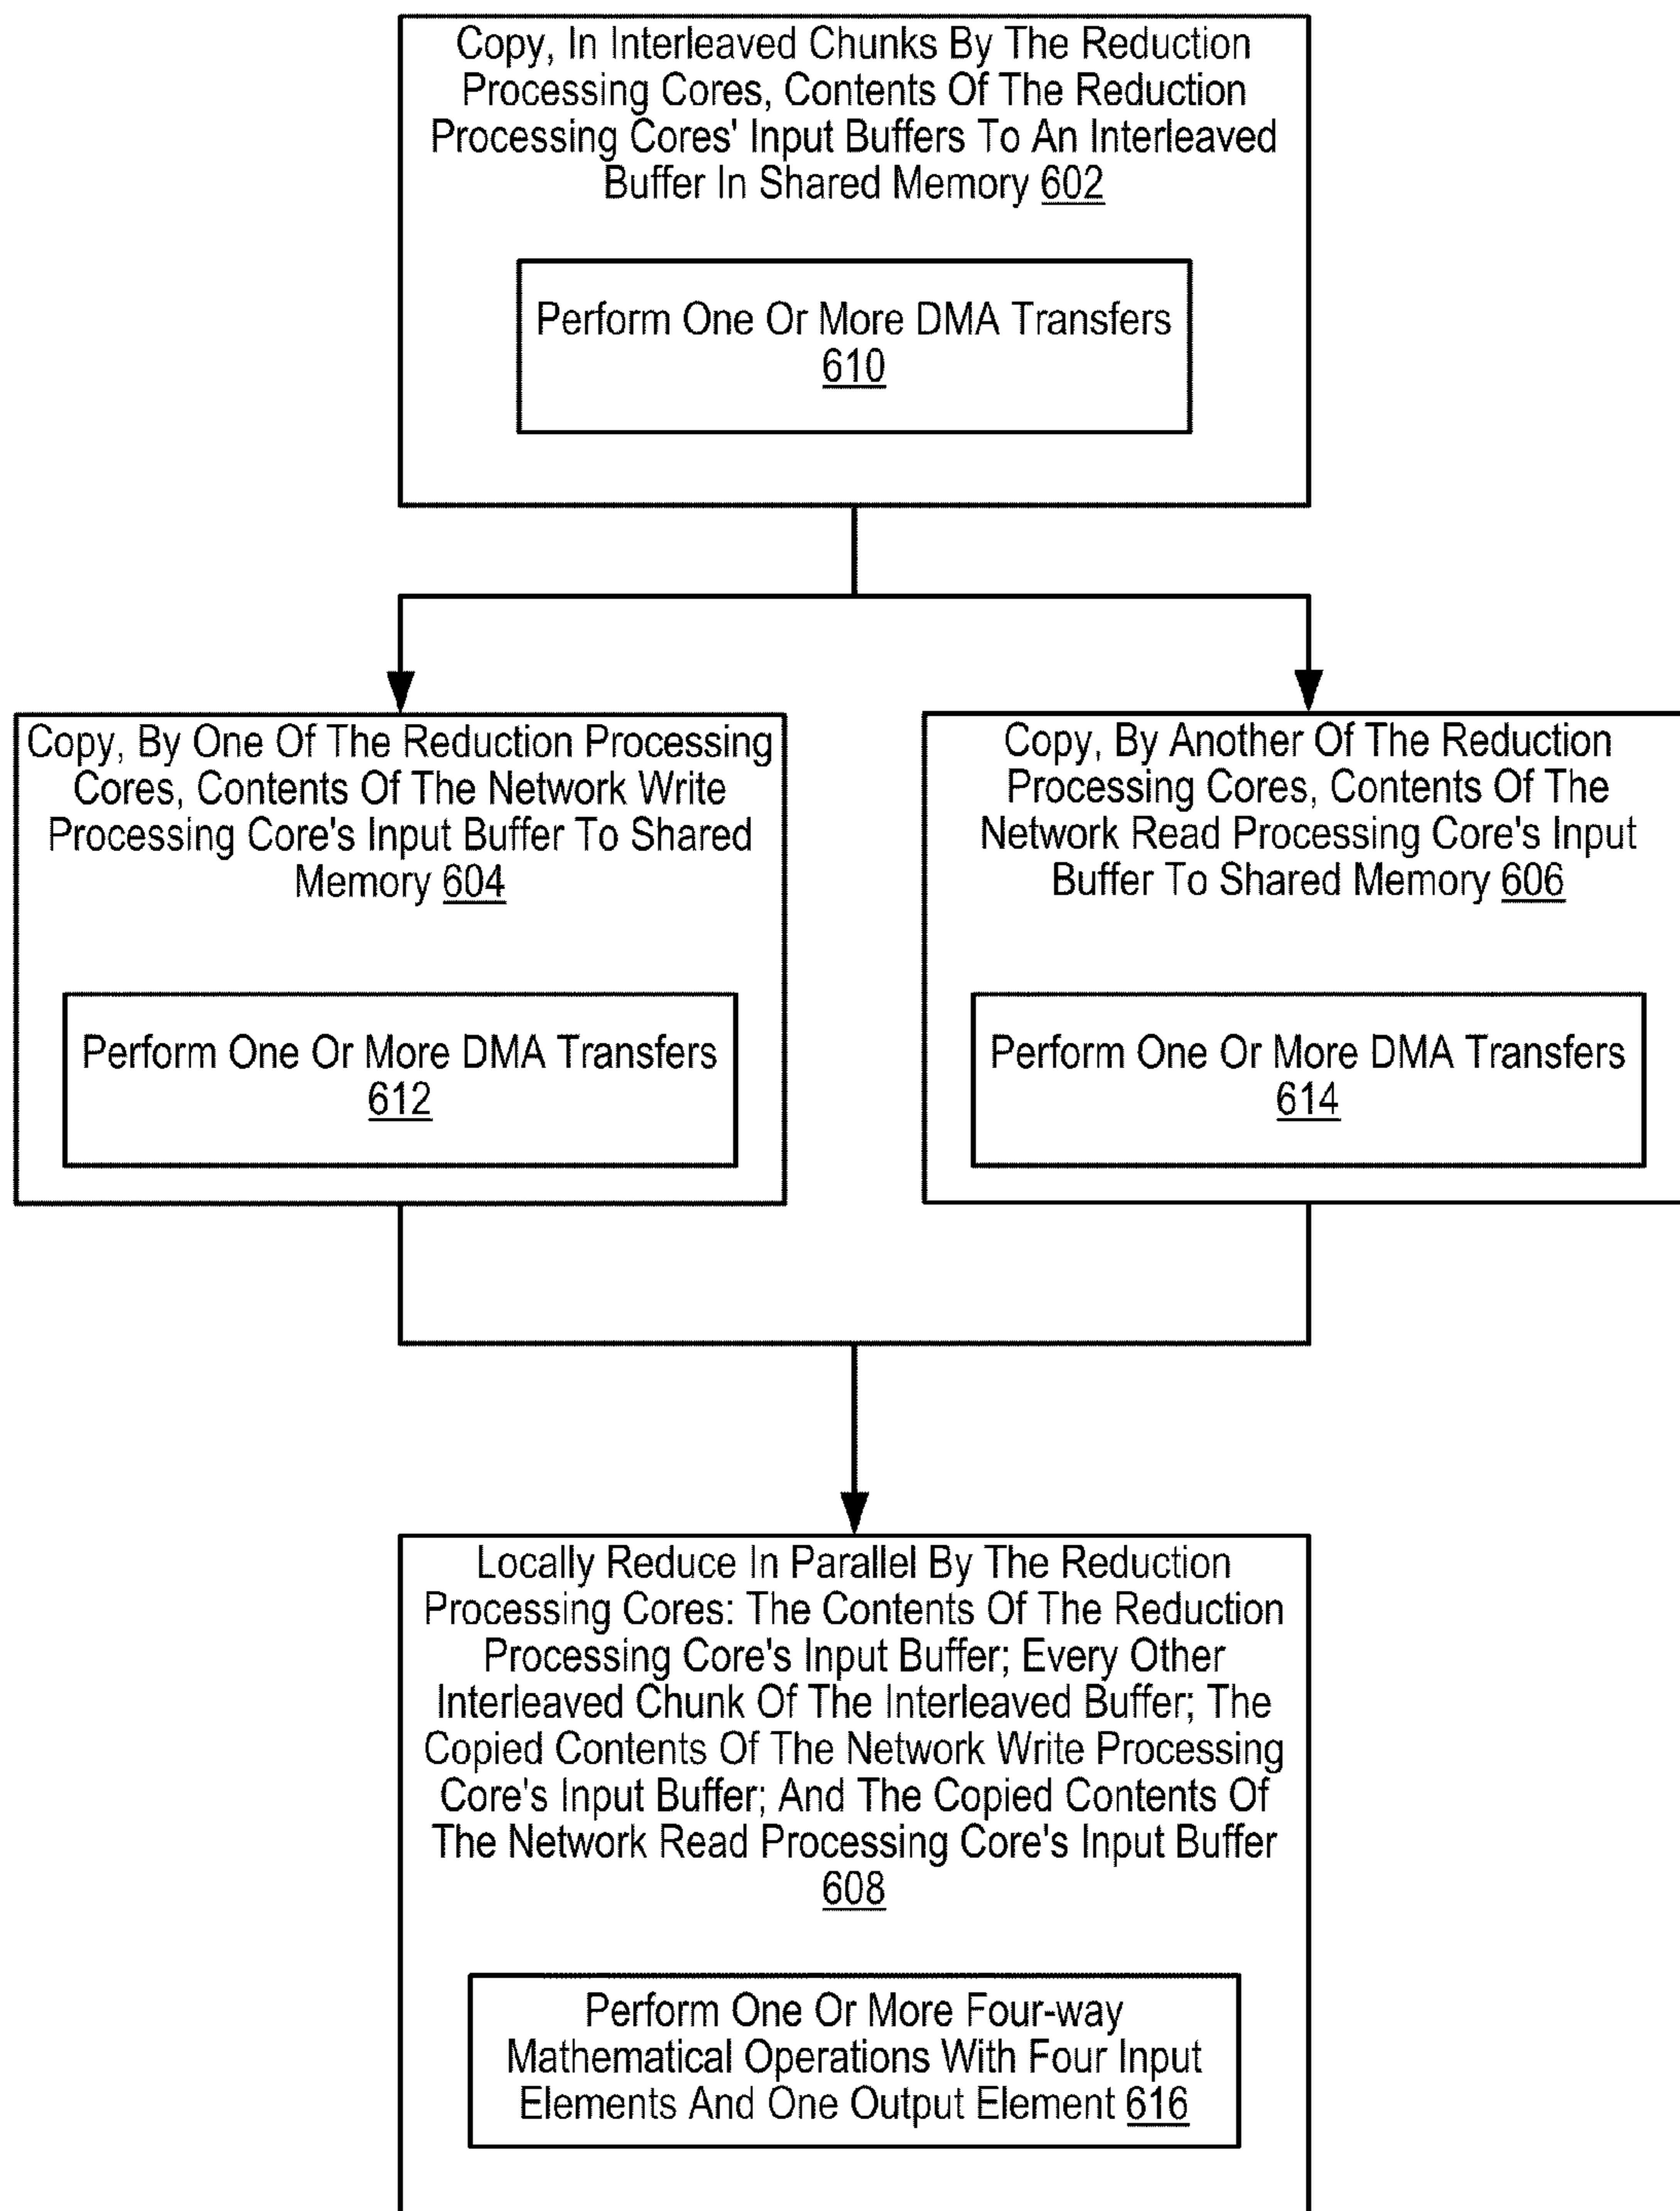 Copy, In Interleaved Chunks By The Reduction
Processing Cores, Contents Of The Reduction
Processing Cores' Input Buffers To An Interleaved
Buffer In Shared Memory 602
Perform One Or More DMA Transfers
610
Copy, By One Of The Reduction Processing
Cores, Contents Of The Network Write
Processing Core's Input Buffer To Shared
Memory 604
Perform One Or More DMA Transfers
612
Copy, By Another Of The Reduction
Processing Cores, Contents Of The
Network Read Processing Core's Input
Buffer To Shared Memory 606
Perform One Or More DMA Transfers
614
Locally Reduce In Parallel By The Reduction
Processing Cores: The Contents Of The Reduction
Processing Core's Input Buffer; Every Other
Interleaved Chunk Of The Interleaved Buffer; The
Copied Contents Of The Network Write Processing
Core's Input Buffer; And The Copied Contents Of
The Network Read Processing Core's Input Buffer
608
Perform One Or More Four-way
Mathematical Operations With Four Input
Elements And One Output Element 616